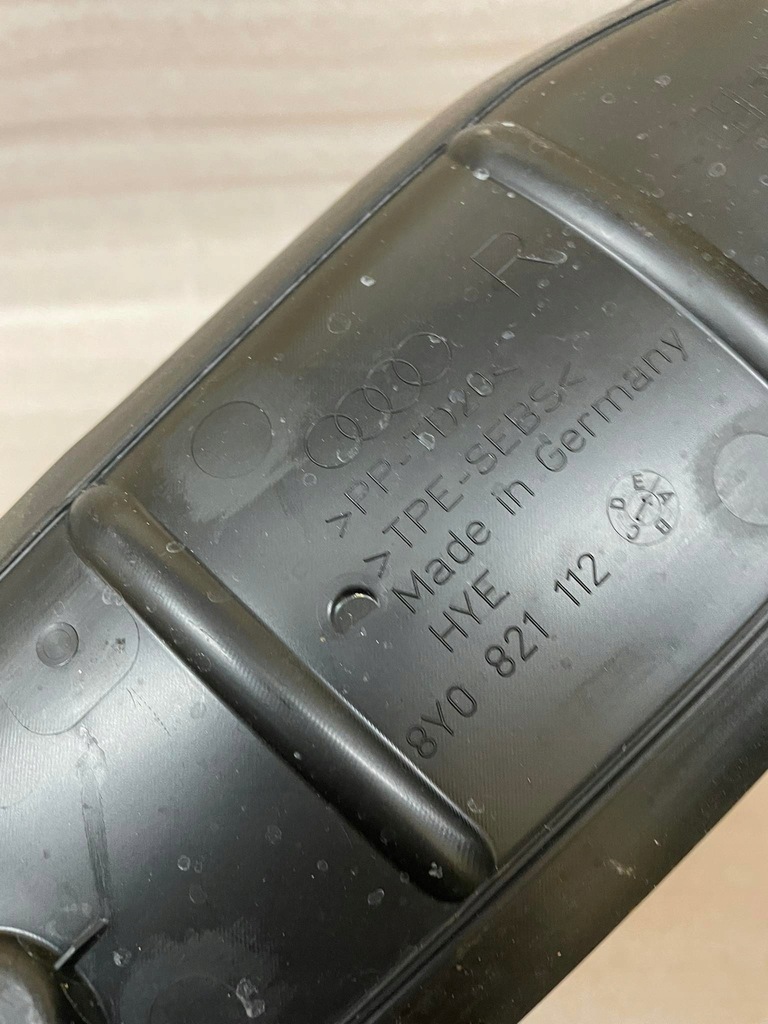 R
>PP-TD20<
>TPE-SEBS<
Made in Germany
HYE
8Y0 821 112
E A B C D